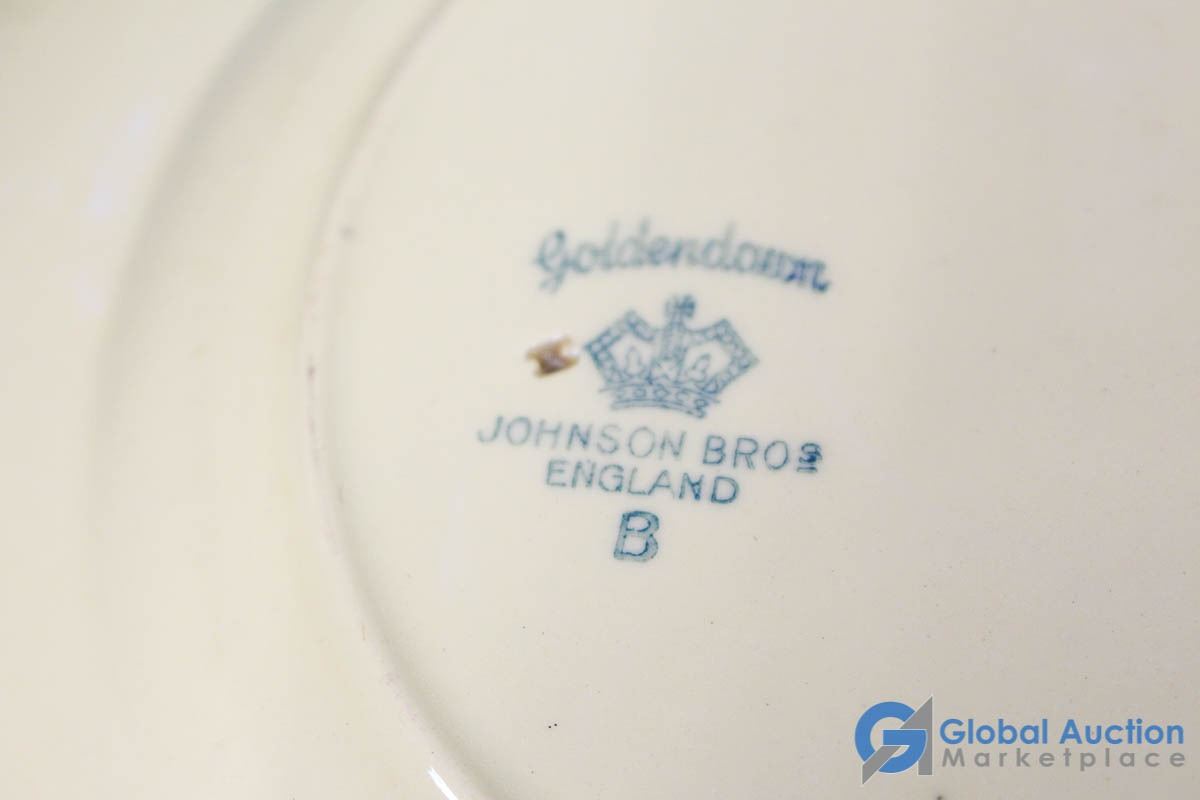 Goldendawn
JOHNSON BROS
ENGLAND
B
Global Auction
Marketplace